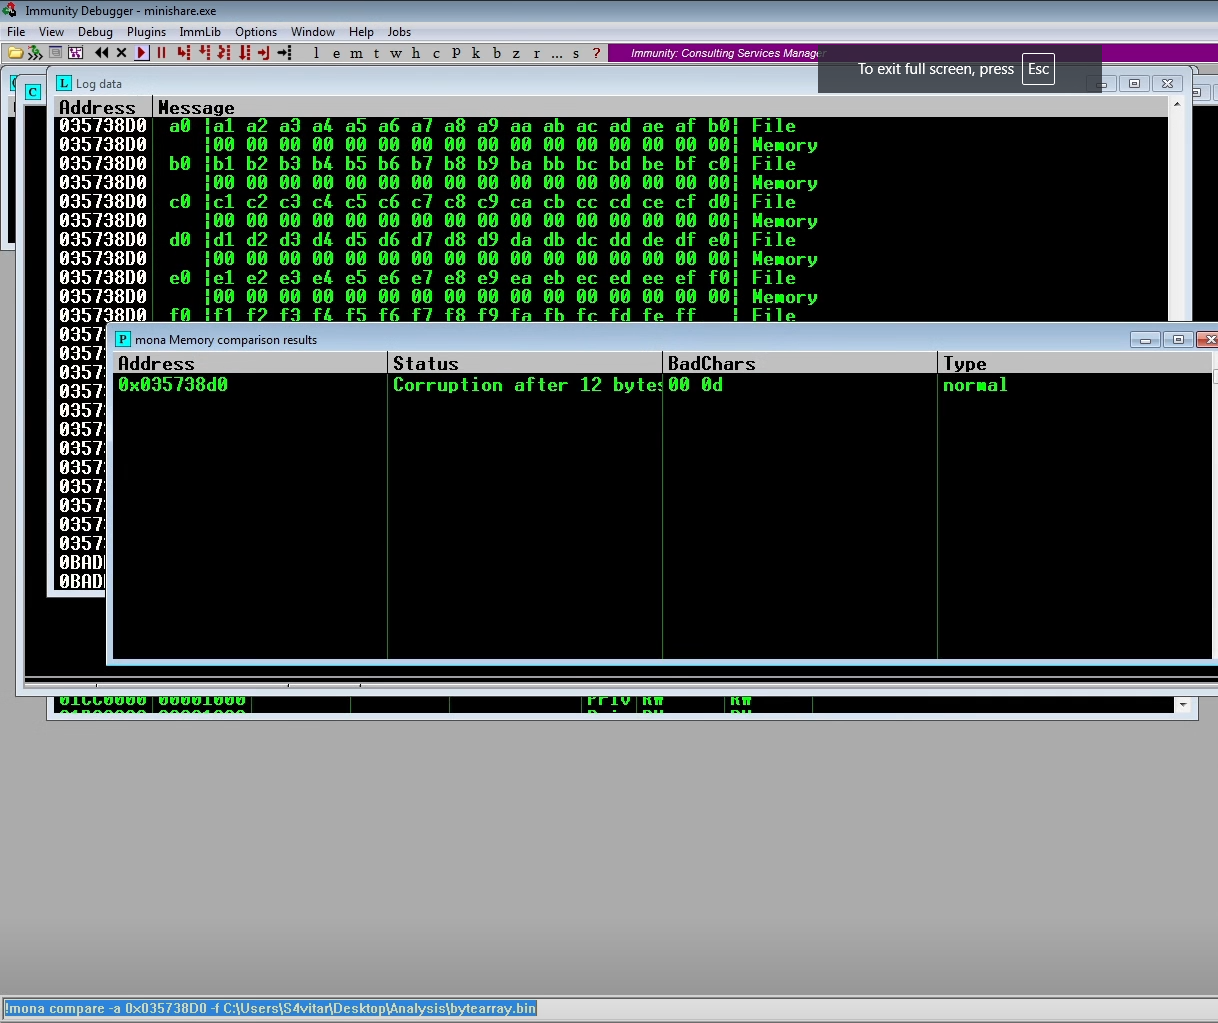 Immunity Debugger - minishare.exe
File View Debug Plugins ImmLib Options Window Help Jobs
l e m t w h c P k b z r ... s ?
Immunity: Consulting Services Manager
To exit full screen, press Esc
C
L Log data
Address Message
035738D0 a0 |a1 a2 a3 a4 a5 a6 a7 a8 a9 aa ab ac ad ae af b0| File
035738D0 |00 00 00 00 00 00 00 00 00 00 00 00 00 00 00 00| Memory
035738D0 b0 |b1 b2 b3 b4 b5 b6 b7 b8 b9 ba bb bc bd be bf c0| File
035738D0 |00 00 00 00 00 00 00 00 00 00 00 00 00 00 00 00| Memory
035738D0 c0 |c1 c2 c3 c4 c5 c6 c7 c8 c9 ca cb cc cd ce cf d0| File
035738D0 |00 00 00 00 00 00 00 00 00 00 00 00 00 00 00 00| Memory
035738D0 d0 |d1 d2 d3 d4 d5 d6 d7 d8 d9 da db dc dd de df e0| File
035738D0 |00 00 00 00 00 00 00 00 00 00 00 00 00 00 00 00| Memory
035738D0 e0 |e1 e2 e3 e4 e5 e6 e7 e8 e9 ea eb ec ed ee ef f0| File
035738D0 |00 00 00 00 00 00 00 00 00 00 00 00 00 00 00 00| Memory
035738D0 f0 |f1 f2 f3 f4 f5 f6 f7 f8 f9 fa fb fc fd fe ff | File
P mona Memory comparison results
Address Status BadChars Type
0x035738d0 Corruption after 12 bytes 00 0d normal
0357
0357
0357
0357
0357
0357
0357
0357
0357
0357
0357
0357
0BAD
0BAD
01CC0000 00001000 Priv RW RW
!mona compare -a 0x035738D0 -f C:\Users\S4vitar\Desktop\Analysis\bytearray.bin